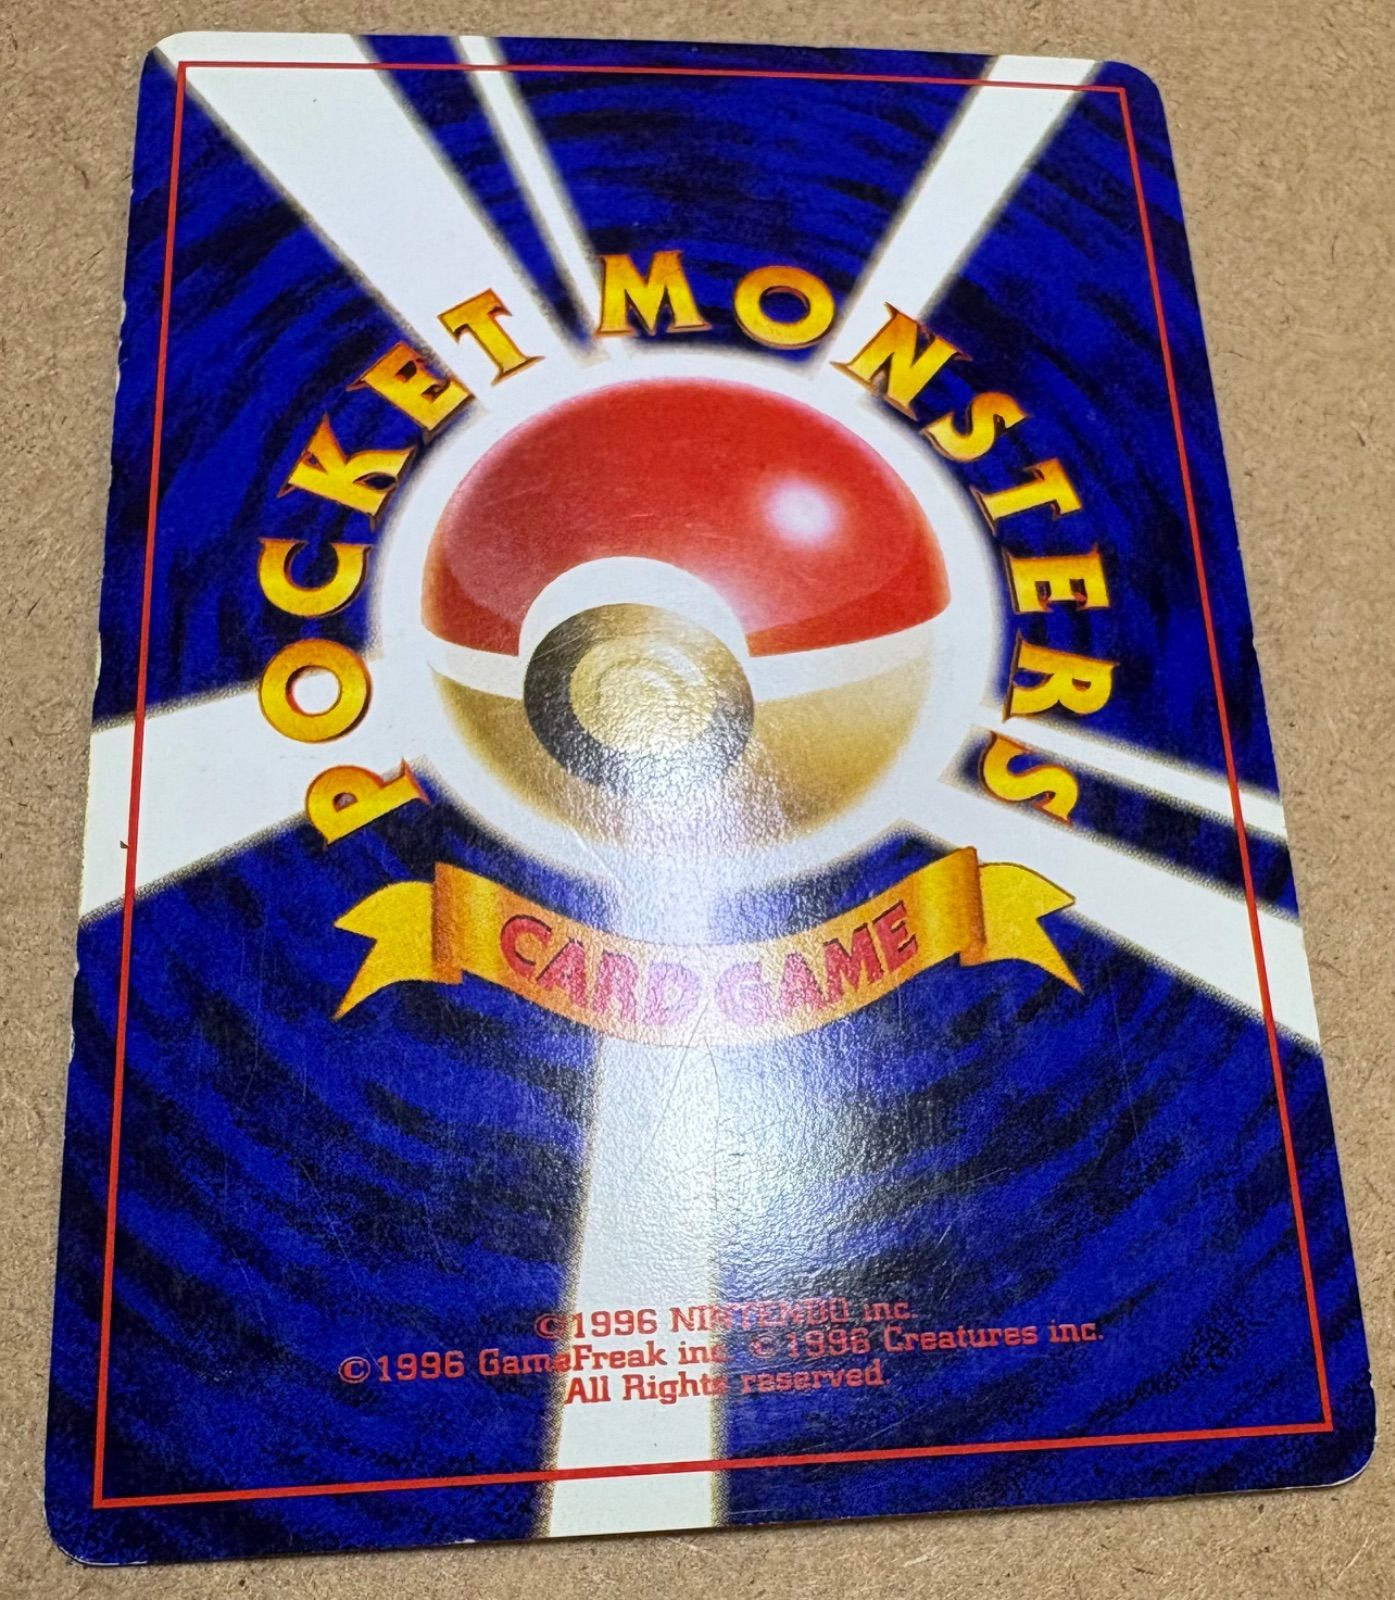 POCKET MONSTERS
CARD GAME
©1996 NINTENDO inc.
©1996 GameFreak inc. ©1996 Creatures inc.
All Rights reserved.